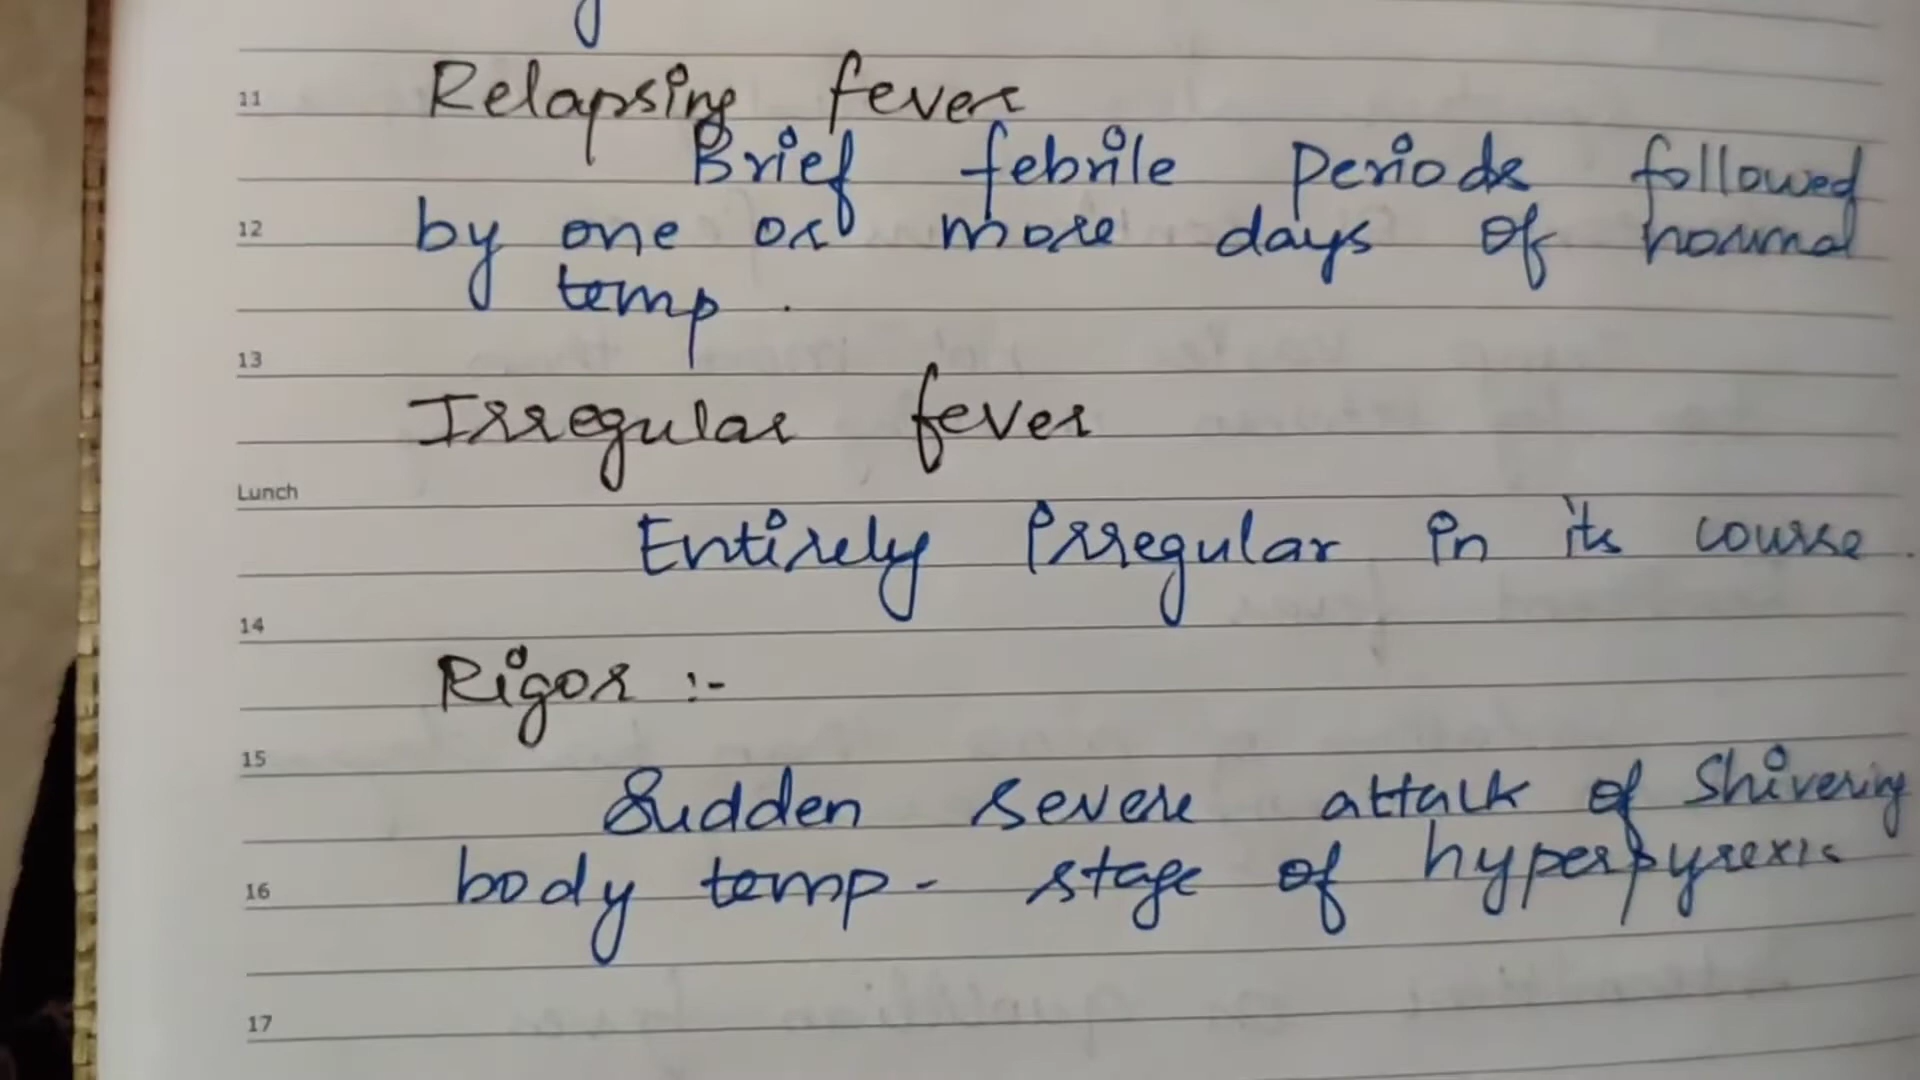 11 Relapsing fever
Brief febrile periods followed
12 by one or more days of normal
temp.
13
Irregular fever
Lunch
Entirely irregular in its course.
14
Rigor :-
15
Sudden severe attack of Shivering
16 body temp - stage of hyperpyrexia
17